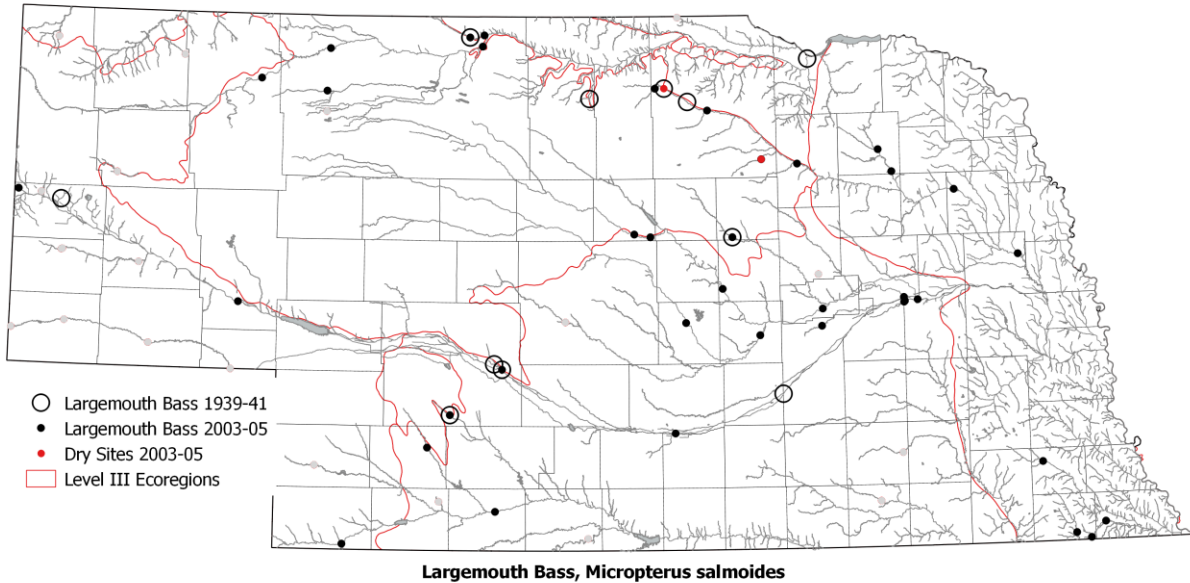 Largemouth Bass 1939-41
Largemouth Bass 2003-05
Dry Sites 2003-05
Level III Ecoregions
Largemouth Bass, Micropterus salmoides